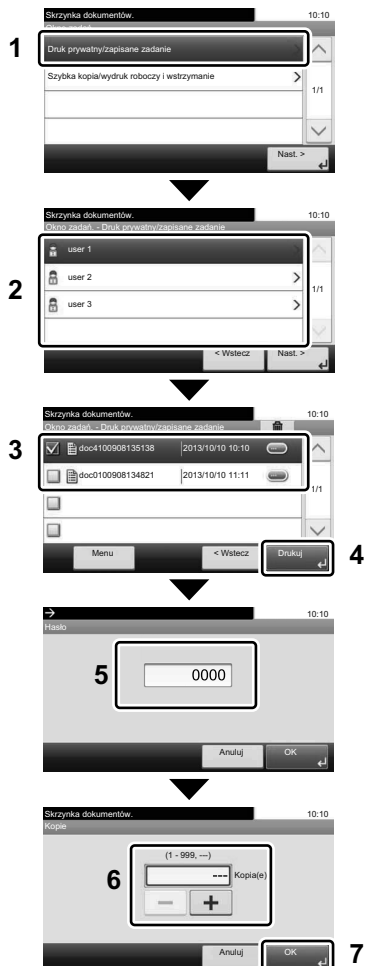 Skrzynka dokumentów. 10:10
Okno zadań.
1
Druk prywatny/zapisane zadanie
Szybka kopia/wydruk roboczy i wstrzymanie
1/1
Nast. >
Skrzynka dokumentów. 10:10
Okno zadań. - Druk prywatny/zapisane zadanie
2
user 1
user 2
user 3
1/1
< Wstecz Nast. >
Skrzynka dokumentów. 10:10
Okno zadań. - Druk prywatny/zapisane zadanie
3
doc4100908135138 2013/10/10 10:10
doc0100908134821 2013/10/10 11:11
1/1
Menu < Wstecz Drukuj 4
10:10
Hasło
5 0000
Anuluj OK
Skrzynka dokumentów. 10:10
Kopie
(1 - 999, ---)
6 --- Kopia(e)
Anuluj OK 7